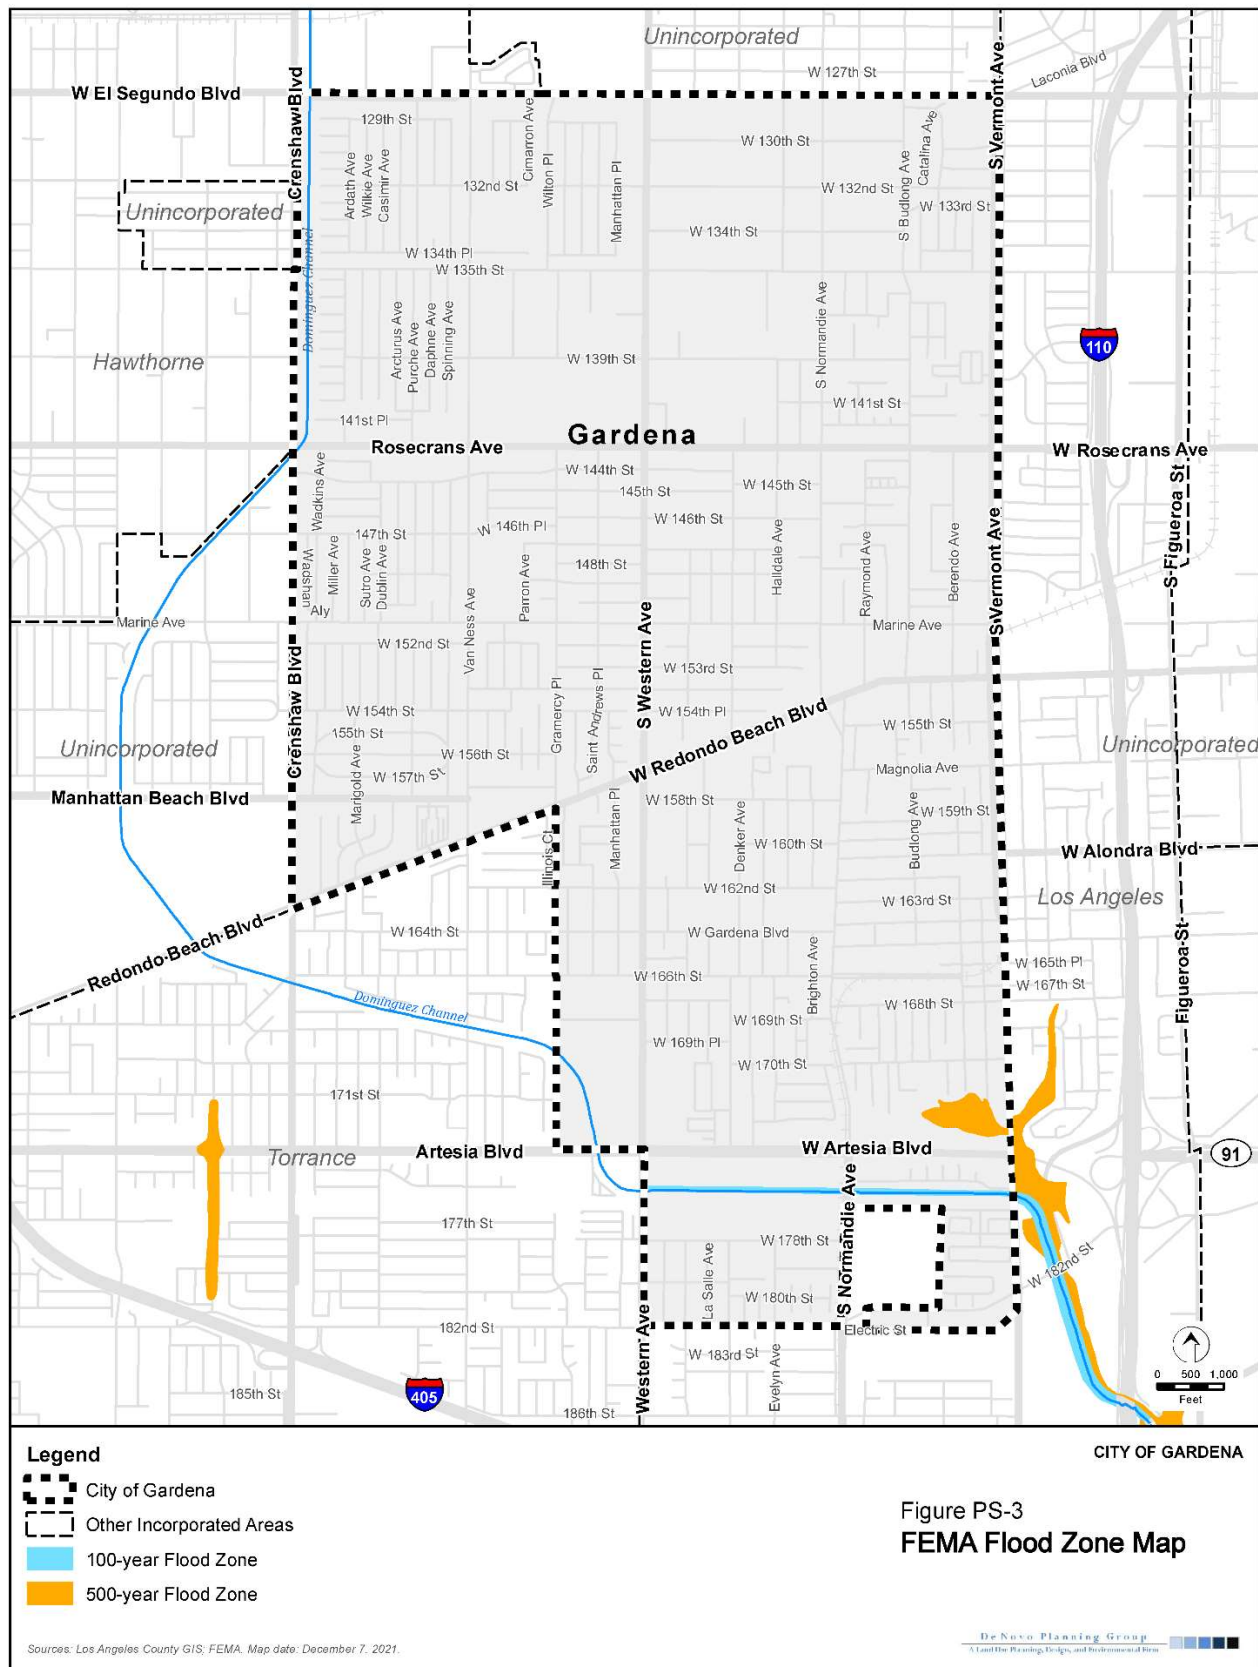 Unincorporated
W 127th St
Laconia Blvd
W El Segundo Blvd
Crenshaw Blvd
S Vermont Ave
129th St
Cimarron Ave
W 130th St
Catalina Ave
Ardath Ave
Wilkie Ave
Casimir Ave
132nd St
Wilton Pl
Manhattan Pl
W 132nd St
S Budlong Ave
W 133rd St
Unincorporated
W 134th St
Dominguez Channel
W 134th Pl
W 135th St
Hawthorne
Arcturus Ave
Purche Ave
Daphne Ave
Spinning Ave
W 139th St
S Normandie Ave
110
141st Pl
W 141st St
Rosecrans Ave
Gardena
W Rosecrans Ave
Wadkins Ave
W 144th St
145th St
W 145th St
S Figueroa St
147th St
W 146th Pl
W 146th St
Wadshan
Aly
Miller Ave
Sutro Ave
Dublin Ave
148th St
Parron Ave
Halldale Ave
Raymond Ave
Berendo Ave
S Vermont Ave
Marine Ave
Marine Ave
W 152nd St
Van Ness Ave
S Western Ave
W 153rd St
Crenshaw Blvd
W 154th St
Gramercy Pl
Saint Andrews Pl
W 154th Pl
W Redondo Beach Blvd
W 155th St
Unincorporated
155th St
W 156th St
Unincorporated
Marigold Ave
W 157th St
Magnolia Ave
Manhattan Beach Blvd
W 158th St
W 159th St
Illinois Ct
Manhattan Pl
Denker Ave
W 160th St
Budlong Ave
W Alondra Blvd
W 162nd St
W 163rd St
Los Angeles
Redondo Beach Blvd
W 164th St
W Gardena Blvd
Figueroa St
W 166th St
Brighton Ave
W 165th Pl
W 167th St
Dominguez Channel
W 168th St
W 169th St
W 169th Pl
W 170th St
171st St
Torrance
Artesia Blvd
W Artesia Blvd
91
177th St
La Salle Ave
W 178th St
S Normandie Ave
W 182nd St
W 180th St
182nd St
Western Ave
Electric St
W 183rd St
Evelyn Ave
185th St
405
186th St
0 500 1,000
Feet
Legend
City of Gardena
Other Incorporated Areas
100-year Flood Zone
500-year Flood Zone
CITY OF GARDENA
Figure PS-3
FEMA Flood Zone Map
Sources: Los Angeles County GIS; FEMA. Map date: December 7, 2021.
De Novo Planning Group
A Land Use Planning, Design, and Environmental Firm